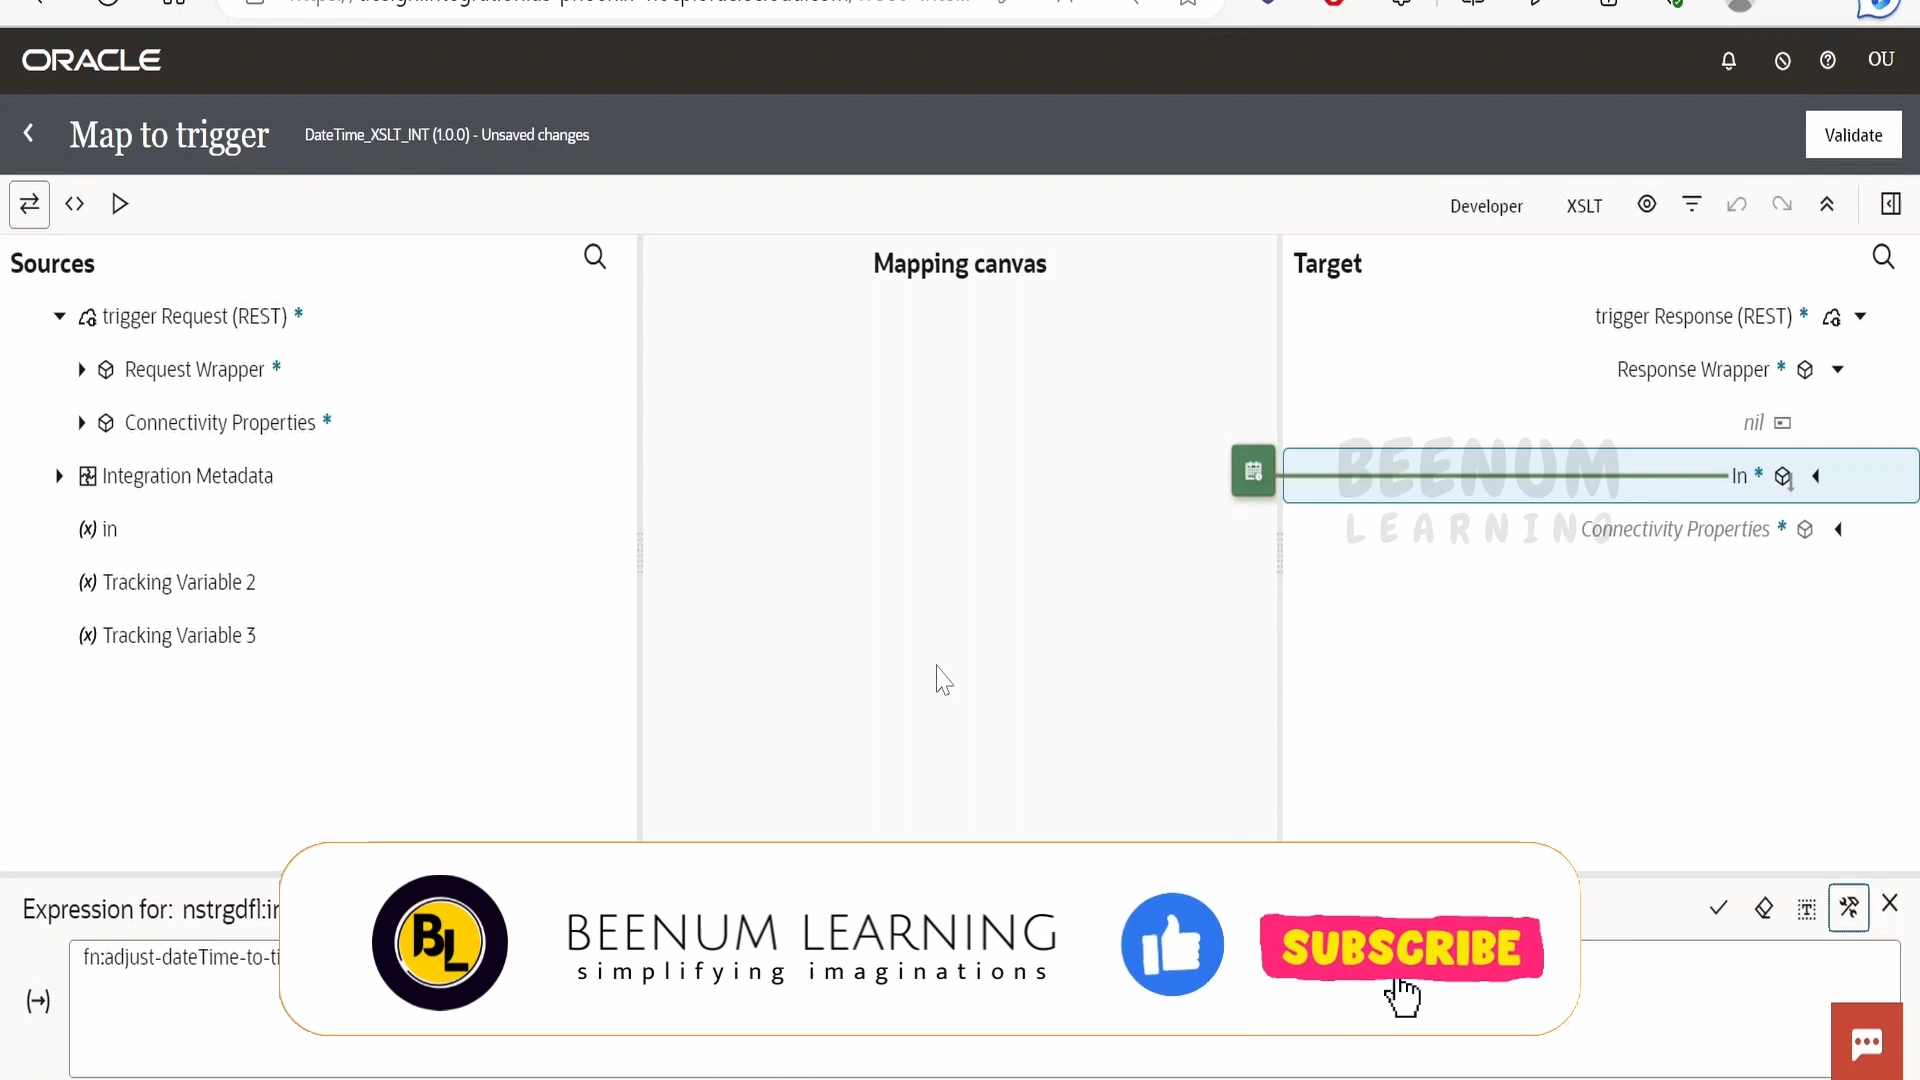 ORACLE
OU
Map to trigger
DateTime_XSLT_INT (1.0.0) - Unsaved changes
Validate
Developer
XSLT
Sources
Mapping canvas
Target
trigger Request (REST) *
trigger Response (REST) *
Request Wrapper *
Response Wrapper *
Connectivity Properties *
nil
Integration Metadata
In *
BEENUM
LEARNING
(x) in
Connectivity Properties *
(x) Tracking Variable 2
(x) Tracking Variable 3
Expression for: nstrgdfl:
fn:adjust-dateTime-to-ti
BL
BEENUM LEARNING
simplifying imaginations
SUBSCRIBE